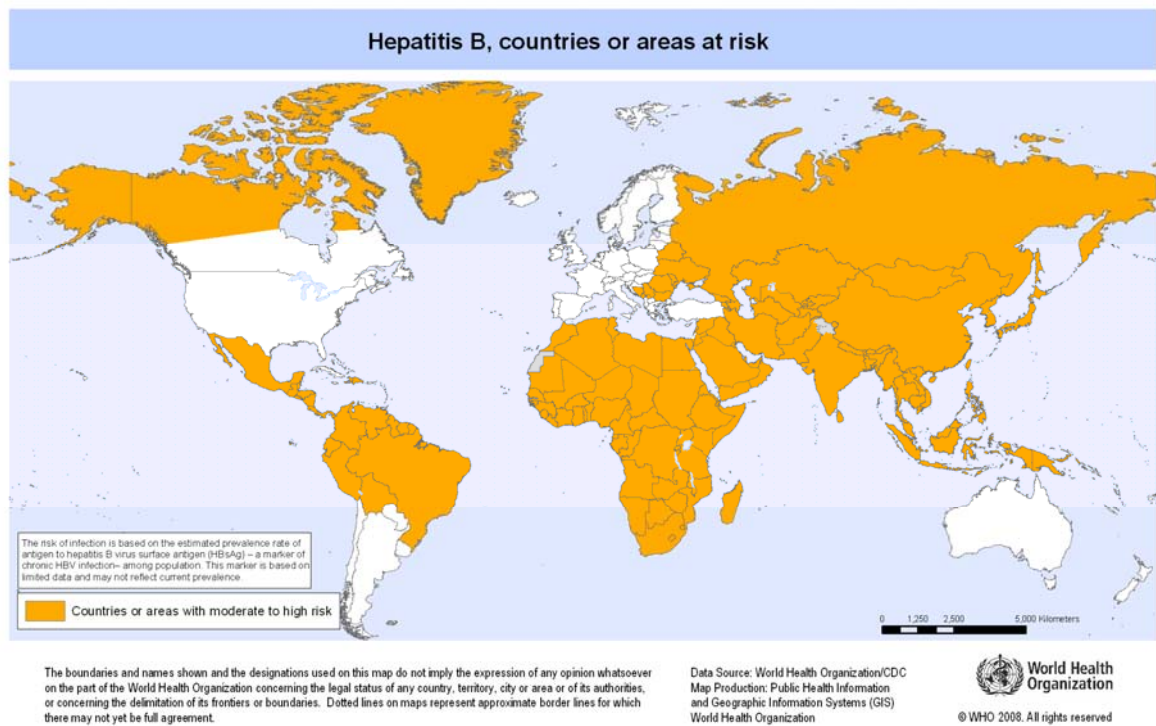 Hepatitis B, countries or areas at risk
The risk of infection is based on the estimated prevalence rate of
antigen to hepatitis B virus surface antigen (HBsAg) – a marker of
chronic HBV infection– among population. This marker is based on
limited data and may not reflect current prevalence.
Countries or areas with moderate to high risk
0 1,250 2,500 5,000 Kilometers
The boundaries and names shown and the designations used on this map do not imply the expression of any opinion whatsoever
on the part of the World Health Organization concerning the legal status of any country, territory, city or area or of its authorities,
or concerning the delimitation of its frontiers or boundaries. Dotted lines on maps represent approximate border lines for which
there may not yet be full agreement.
Data Source: World Health Organization/CDC
Map Production: Public Health Information
and Geographic Information Systems (GIS)
World Health Organization
World Health
Organization
© WHO 2008. All rights reserved